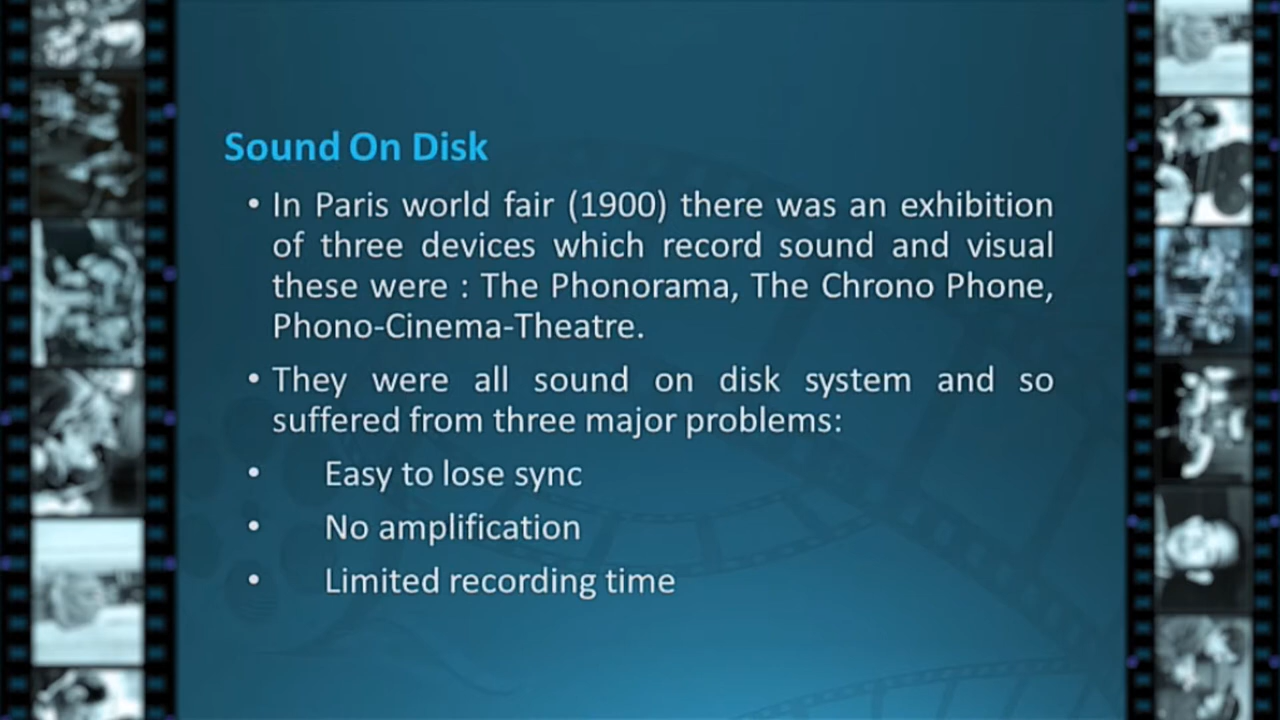 Sound On Disk
• In Paris world fair (1900) there was an exhibition
of three devices which record sound and visual
these were : The Phonorama, The Chrono Phone,
Phono-Cinema-Theatre.
• They were all sound on disk system and so
suffered from three major problems:
• Easy to lose sync
• No amplification
• Limited recording time